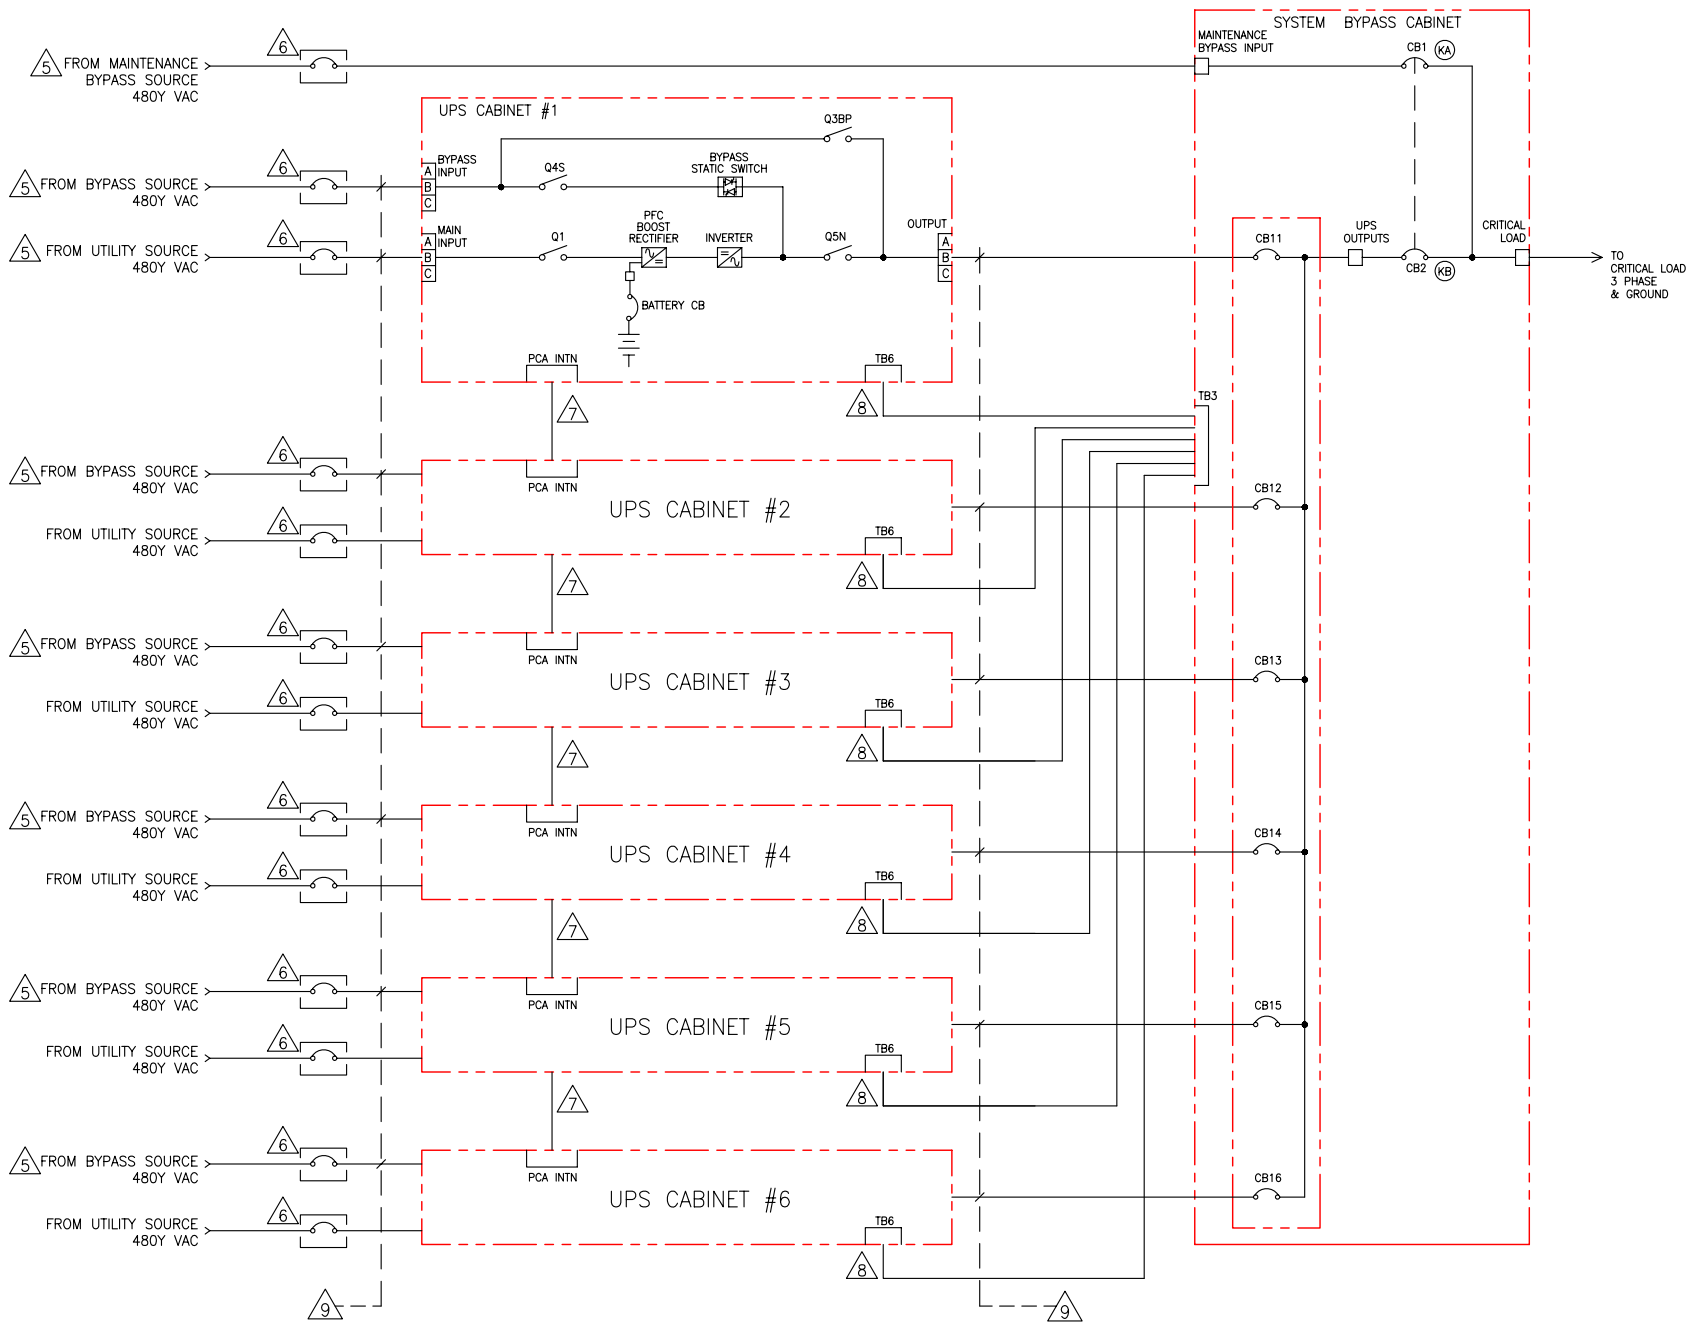 SYSTEM BYPASS CABINET
MAINTENANCE
BYPASS INPUT
CB1
KA
6
5
FROM MAINTENANCE
BYPASS SOURCE
480Y VAC
UPS CABINET #1
Q3BP
BYPASS
INPUT
A
B
C
Q4S
BYPASS
STATIC SWITCH
6
5
FROM BYPASS SOURCE
480Y VAC
MAIN
INPUT
A
B
C
Q1
PFC
BOOST
RECTIFIER
INVERTER
Q5N
OUTPUT
A
B
C
6
5
FROM UTILITY SOURCE
480Y VAC
BATTERY CB
CB11
UPS
OUTPUTS
CB2
KB
CRITICAL
LOAD
TO
CRITICAL LOAD
3 PHASE
& GROUND
PCA INTN
TB6
7
8
TB3
6
5
FROM BYPASS SOURCE
480Y VAC
PCA INTN
UPS CABINET #2
CB12
6
FROM UTILITY SOURCE
480Y VAC
TB6
7
8
6
5
FROM BYPASS SOURCE
480Y VAC
PCA INTN
UPS CABINET #3
CB13
6
FROM UTILITY SOURCE
480Y VAC
TB6
7
8
6
5
FROM BYPASS SOURCE
480Y VAC
PCA INTN
UPS CABINET #4
CB14
6
FROM UTILITY SOURCE
480Y VAC
TB6
7
8
6
5
FROM BYPASS SOURCE
480Y VAC
PCA INTN
UPS CABINET #5
CB15
6
FROM UTILITY SOURCE
480Y VAC
TB6
7
8
6
5
FROM BYPASS SOURCE
480Y VAC
PCA INTN
UPS CABINET #6
CB16
6
FROM UTILITY SOURCE
480Y VAC
TB6
8
9
9